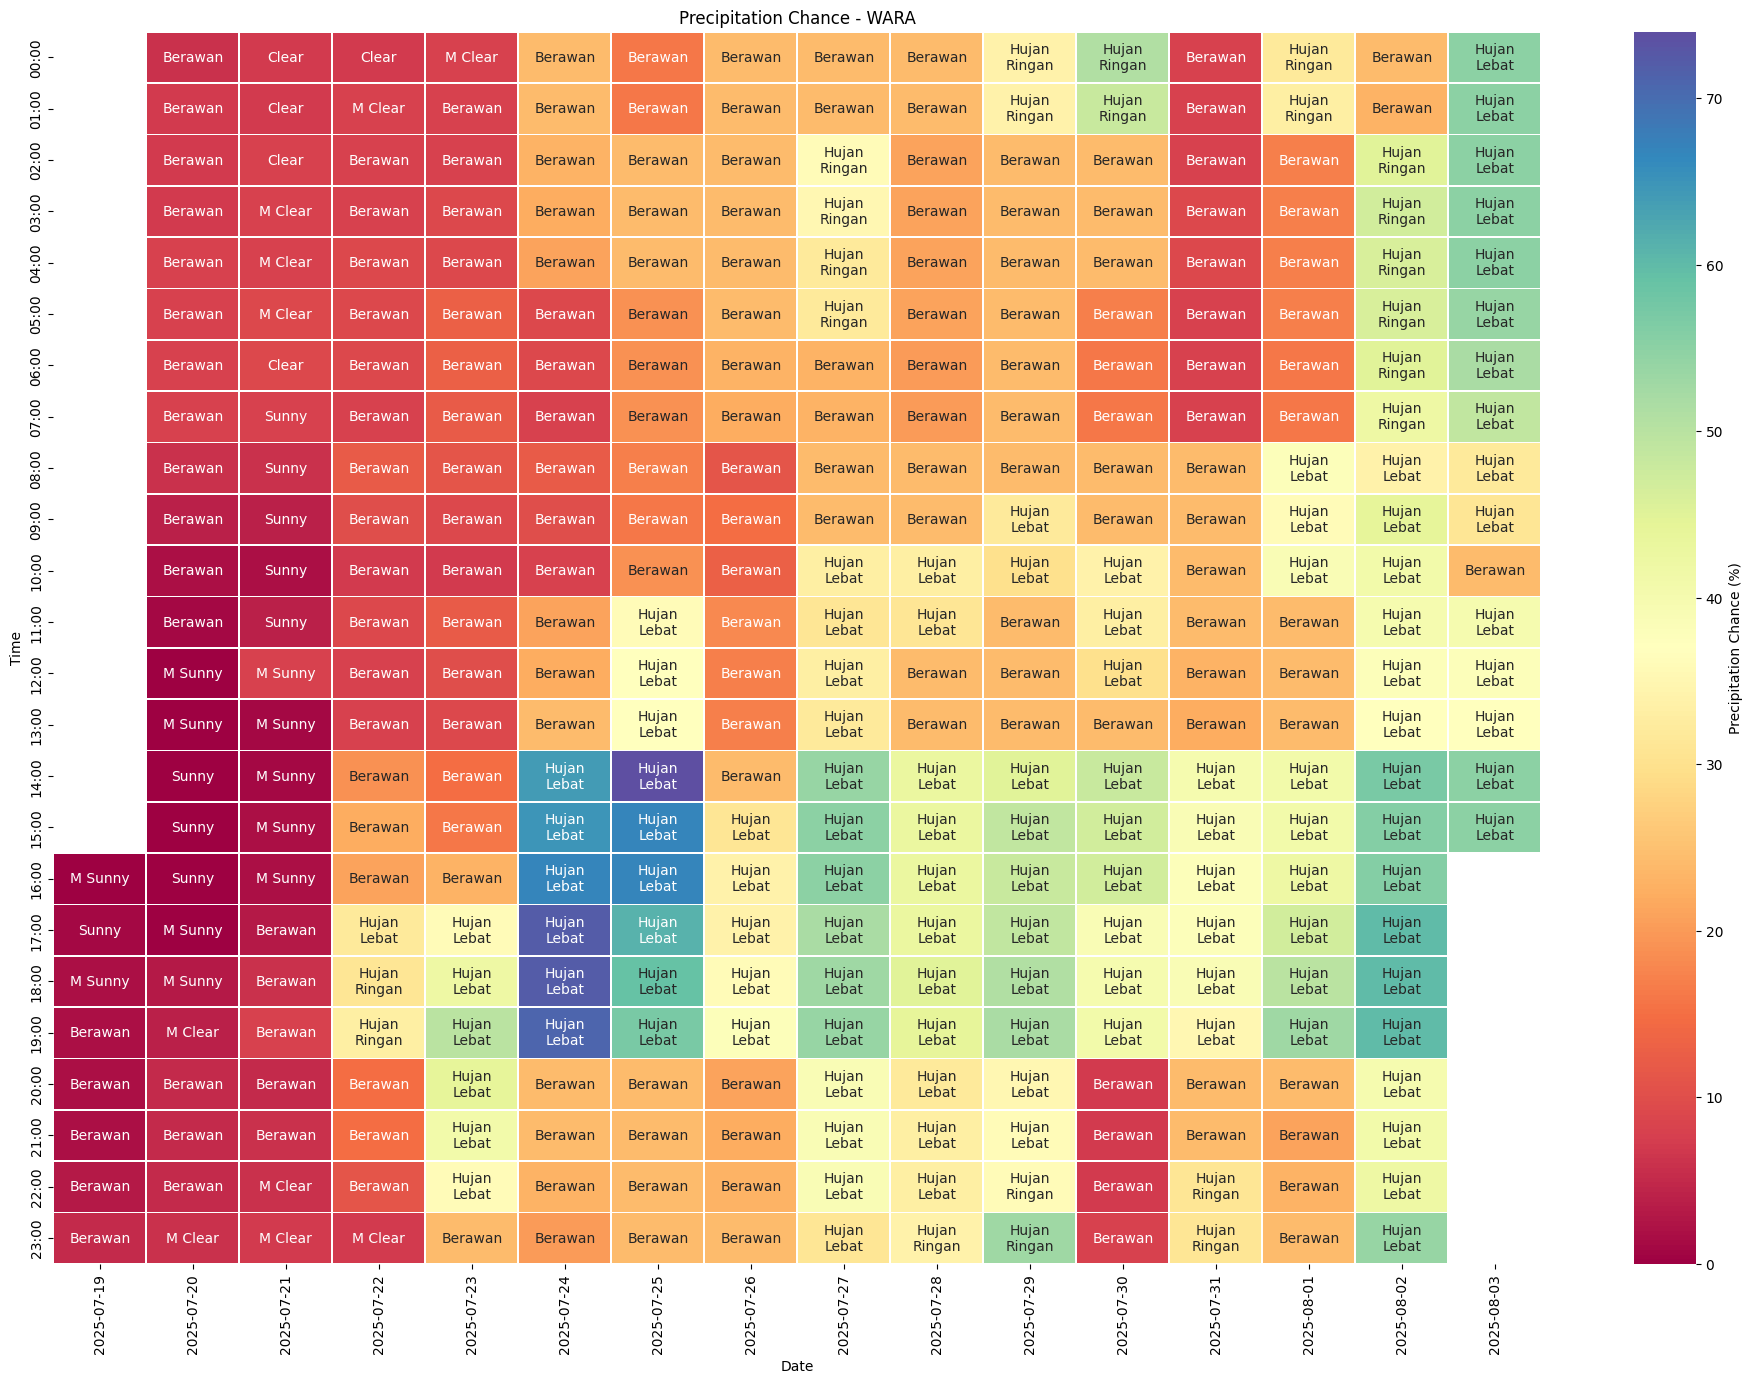 Precipitation Chance - WARA
00:00 Berawan Clear Clear M Clear Berawan Berawan Berawan Berawan Berawan Hujan Ringan Hujan Ringan Berawan Hujan Ringan Berawan Hujan Lebat
01:00 Berawan Clear M Clear Berawan Berawan Berawan Berawan Berawan Berawan Hujan Ringan Hujan Ringan Berawan Hujan Ringan Berawan Hujan Lebat
02:00 Berawan Clear Berawan Berawan Berawan Berawan Berawan Hujan Ringan Berawan Berawan Berawan Berawan Berawan Hujan Ringan Hujan Lebat
03:00 Berawan M Clear Berawan Berawan Berawan Berawan Berawan Hujan Ringan Berawan Berawan Berawan Berawan Berawan Hujan Ringan Hujan Lebat
04:00 Berawan M Clear Berawan Berawan Berawan Berawan Berawan Hujan Ringan Berawan Berawan Berawan Berawan Berawan Hujan Ringan Hujan Lebat
05:00 Berawan M Clear Berawan Berawan Berawan Berawan Berawan Hujan Ringan Berawan Berawan Berawan Berawan Berawan Hujan Ringan Hujan Lebat
06:00 Berawan Clear Berawan Berawan Berawan Berawan Berawan Berawan Berawan Berawan Berawan Berawan Berawan Hujan Ringan Hujan Lebat
07:00 Berawan Sunny Berawan Berawan Berawan Berawan Berawan Berawan Berawan Berawan Berawan Berawan Berawan Hujan Ringan Hujan Lebat
08:00 Berawan Sunny Berawan Berawan Berawan Berawan Berawan Berawan Berawan Berawan Berawan Berawan Hujan Lebat Hujan Lebat Hujan Lebat
09:00 Berawan Sunny Berawan Berawan Berawan Berawan Berawan Berawan Berawan Hujan Lebat Berawan Berawan Hujan Lebat Hujan Lebat Hujan Lebat
10:00 Berawan Sunny Berawan Berawan Berawan Berawan Berawan Hujan Lebat Hujan Lebat Hujan Lebat Hujan Lebat Berawan Hujan Lebat Hujan Lebat Berawan
11:00 Berawan Sunny Berawan Berawan Berawan Hujan Lebat Berawan Hujan Lebat Hujan Lebat Berawan Hujan Lebat Berawan Berawan Hujan Lebat Hujan Lebat
12:00 M Sunny M Sunny Berawan Berawan Berawan Hujan Lebat Berawan Hujan Lebat Berawan Berawan Hujan Lebat Berawan Berawan Hujan Lebat Hujan Lebat
13:00 M Sunny M Sunny Berawan Berawan Berawan Hujan Lebat Berawan Hujan Lebat Berawan Berawan Berawan Berawan Berawan Hujan Lebat Hujan Lebat
14:00 Sunny M Sunny Berawan Berawan Hujan Lebat Hujan Lebat Berawan Hujan Lebat Hujan Lebat Hujan Lebat Hujan Lebat Hujan Lebat Hujan Lebat Hujan Lebat Hujan Lebat
15:00 Sunny M Sunny Berawan Berawan Hujan Lebat Hujan Lebat Hujan Lebat Hujan Lebat Hujan Lebat Hujan Lebat Hujan Lebat Hujan Lebat Hujan Lebat Hujan Lebat Hujan Lebat
16:00 M Sunny Sunny M Sunny Berawan Berawan Hujan Lebat Hujan Lebat Hujan Lebat Hujan Lebat Hujan Lebat Hujan Lebat Hujan Lebat Hujan Lebat Hujan Lebat Hujan Lebat
17:00 Sunny M Sunny Berawan Hujan Lebat Hujan Lebat Hujan Lebat Hujan Lebat Hujan Lebat Hujan Lebat Hujan Lebat Hujan Lebat Hujan Lebat Hujan Lebat Hujan Lebat Hujan Lebat
18:00 M Sunny M Sunny Berawan Hujan Ringan Hujan Lebat Hujan Lebat Hujan Lebat Hujan Lebat Hujan Lebat Hujan Lebat Hujan Lebat Hujan Lebat Hujan Lebat Hujan Lebat Hujan Lebat
19:00 Berawan M Clear Berawan Hujan Ringan Hujan Lebat Hujan Lebat Hujan Lebat Hujan Lebat Hujan Lebat Hujan Lebat Hujan Lebat Hujan Lebat Hujan Lebat Hujan Lebat Hujan Lebat
20:00 Berawan Berawan Berawan Berawan Hujan Lebat Berawan Berawan Berawan Hujan Lebat Hujan Lebat Hujan Lebat Berawan Berawan Berawan Hujan Lebat
21:00 Berawan Berawan Berawan Berawan Hujan Lebat Berawan Berawan Berawan Hujan Lebat Hujan Lebat Hujan Lebat Berawan Berawan Berawan Hujan Lebat
22:00 Berawan Berawan M Clear Berawan Hujan Lebat Berawan Berawan Berawan Hujan Lebat Hujan Lebat Hujan Ringan Berawan Hujan Ringan Berawan Hujan Lebat
23:00 Berawan M Clear M Clear M Clear Berawan Berawan Berawan Berawan Hujan Lebat Hujan Ringan Hujan Ringan Berawan Hujan Ringan Berawan Hujan Lebat
Time
2025-07-19 2025-07-20 2025-07-21 2025-07-22 2025-07-23 2025-07-24 2025-07-25 2025-07-26 2025-07-27 2025-07-28 2025-07-29 2025-07-30 2025-07-31 2025-08-01 2025-08-02 2025-08-03
Date
70
60
50
40
30
20
10
0
Precipitation Chance (%)